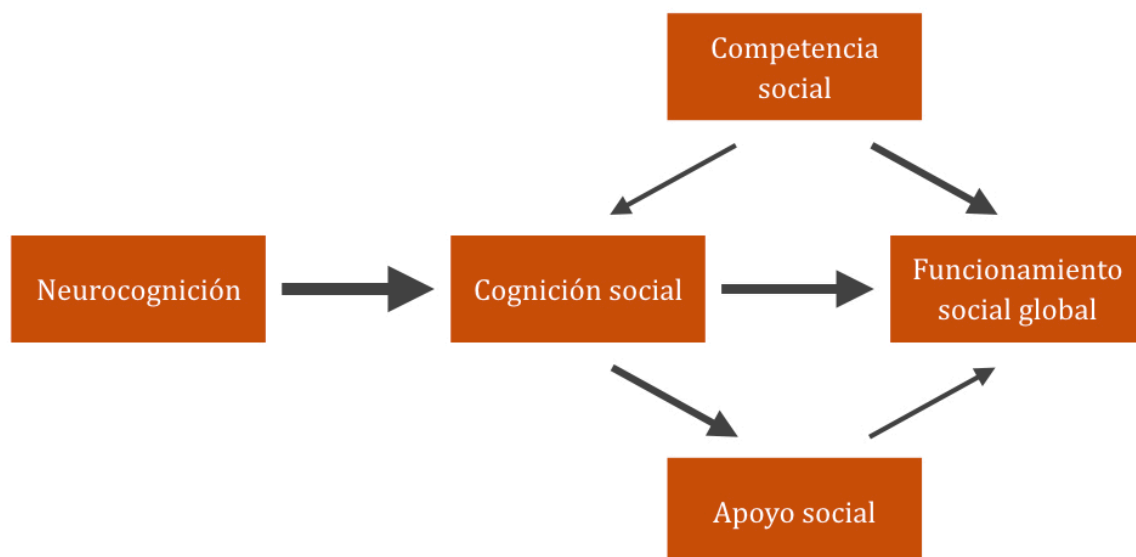 Competencia
social
Neurocognición
Cognición social
Funcionamiento
social global
Apoyo social